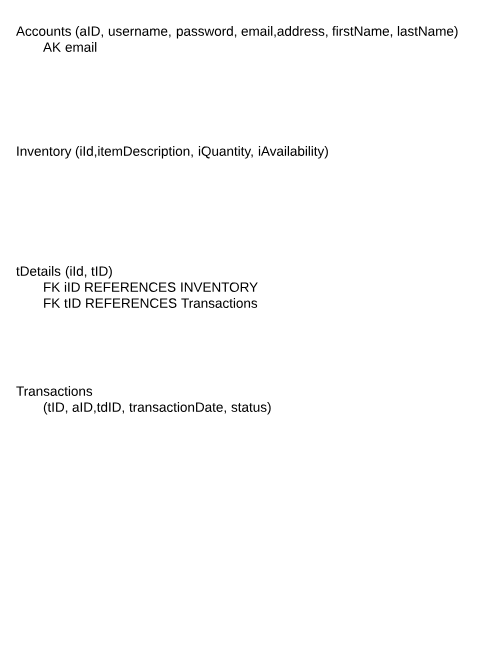 Accounts (aID, username, password, email,address, firstName, lastName)
AK email
Inventory (iId,itemDescription, iQuantity, iAvailability)
tDetails (iId, tID)
FK iID REFERENCES INVENTORY
FK tID REFERENCES Transactions
Transactions
(tID, aID,tdID, transactionDate, status)